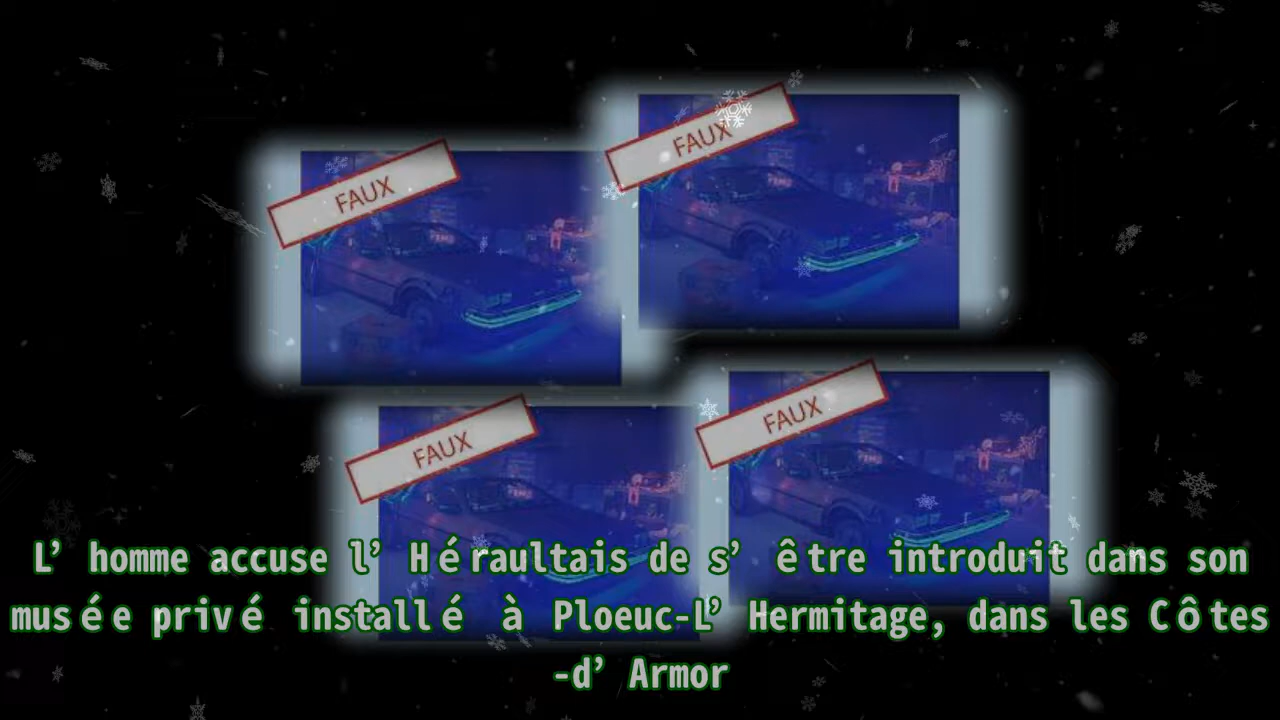 FAUX
FAUX
FAUX
FAUX
L’ homme accuse l’ Héraultais de s’ être introduit dans son
musée privé installé à Ploeuc-L’ Hermitage, dans les Côtes
-d’ Armor